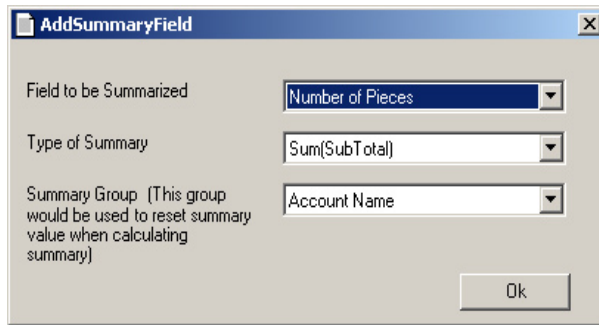 AddSummaryField
Field to be Summarized
Number of Pieces
Type of Summary
Sum(SubTotal)
Summary Group (This group
would be used to reset summary
value when calculating
summary)
Account Name
Ok